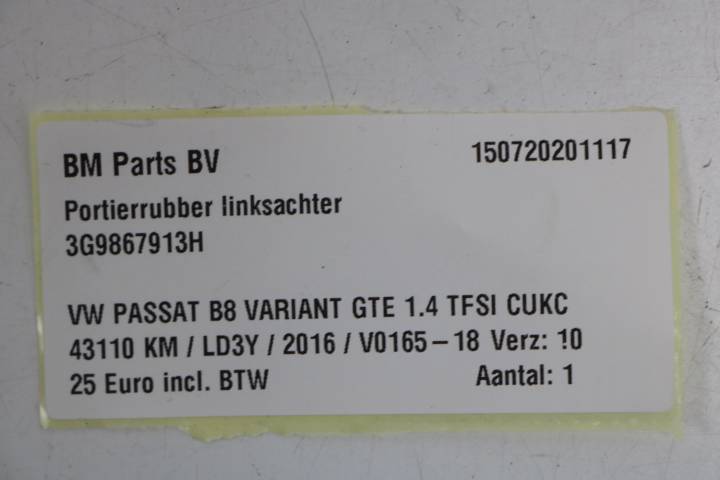 BM Parts BV 150720201117
Portierrubber linksachter
3G9867913H
VW PASSAT B8 VARIANT GTE 1.4 TFSI CUKC
43110 KM / LD3Y / 2016 / V0165-18 Verz: 10
25 Euro incl. BTW Aantal: 1